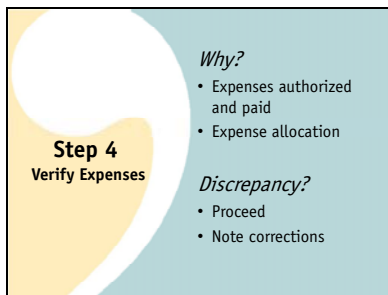 Step 4
Verify Expenses
Why?
• Expenses authorized
and paid
• Expense allocation
Discrepancy?
• Proceed
• Note corrections